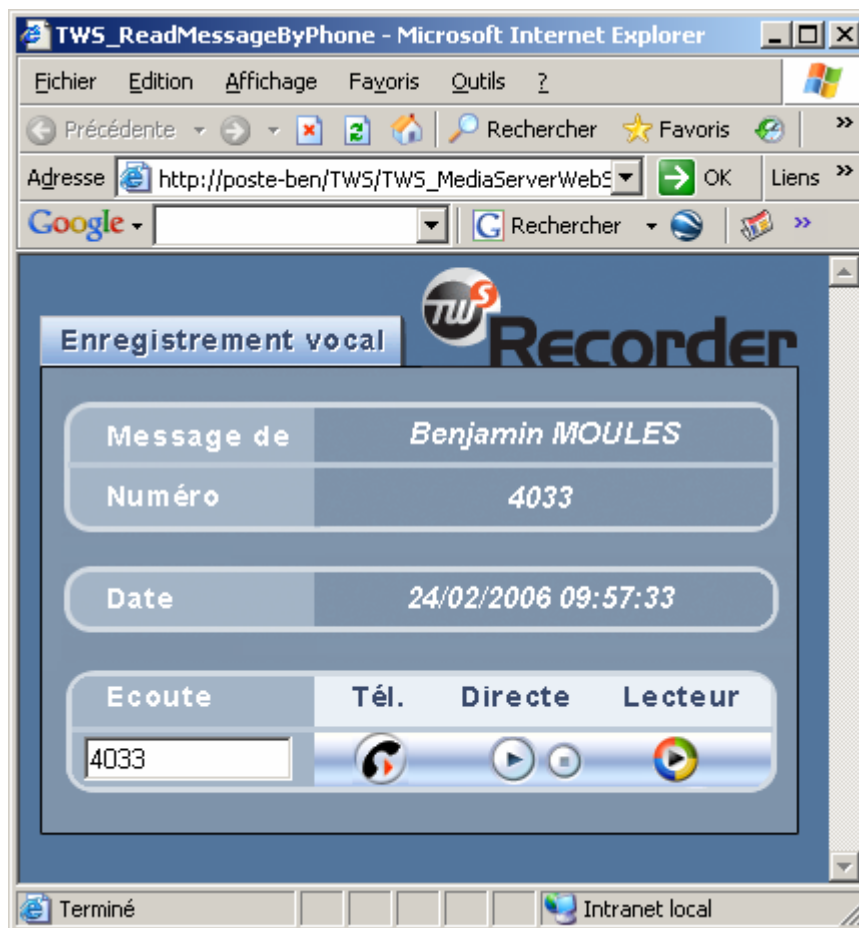 TWS_ReadMessageByPhone - Microsoft Internet Explorer
Fichier Edition Affichage Favoris Outils ?
Précédente Rechercher Favoris »
Adresse http://poste-ben/TWS/TWS_MediaServerWebS OK Liens »
Google Rechercher »
TWS
Recorder
Enregistrement vocal
Message de Benjamin MOULES
Numéro 4033
Date 24/02/2006 09:57:33
Ecoute Tél. Directe Lecteur
4033
Terminé Intranet local